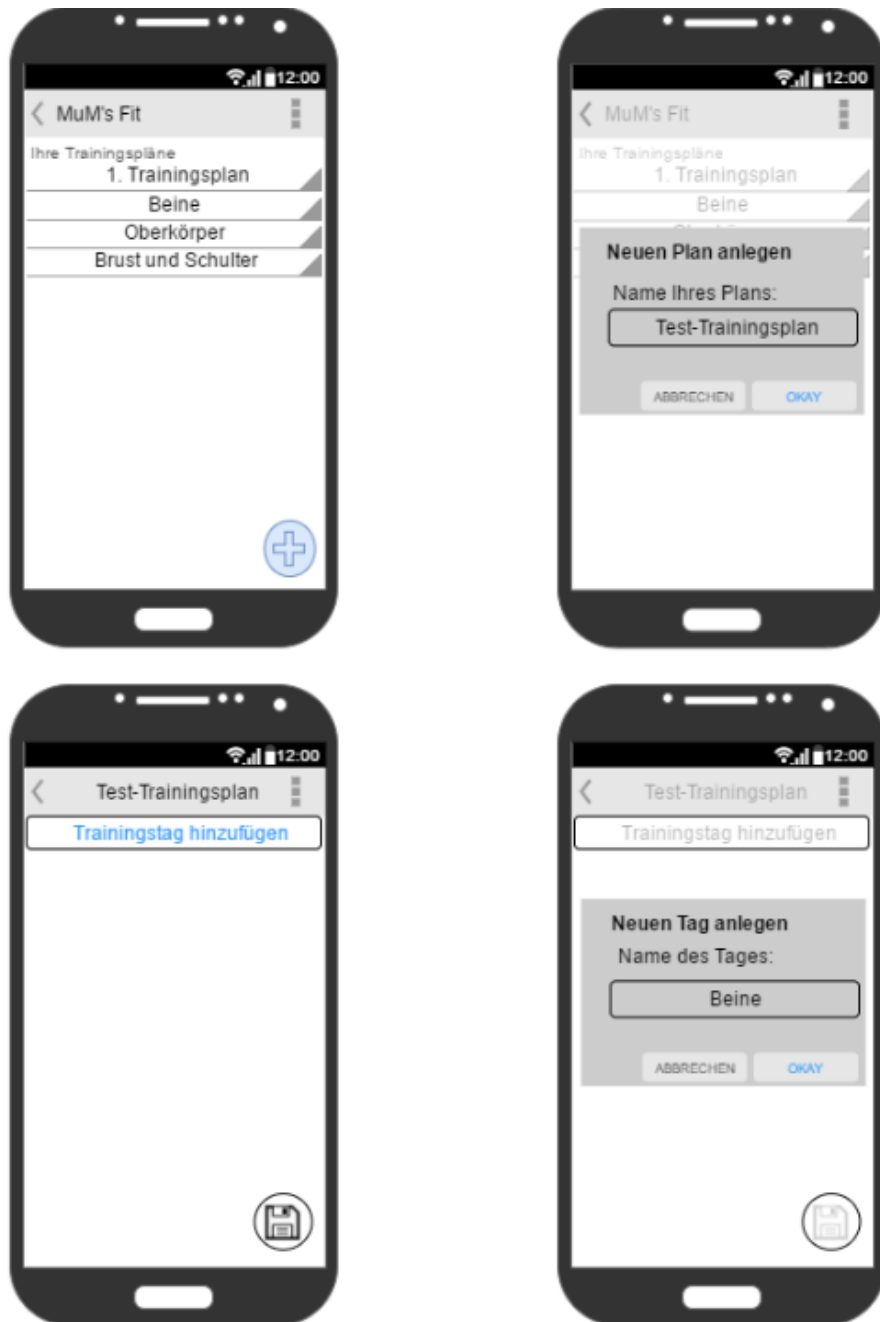 12:00
MuM's Fit
Ihre Trainingspläne
1. Trainingsplan
Beine
Oberkörper
Brust und Schulter
12:00
MuM's Fit
Ihre Trainingspläne
1. Trainingsplan
Beine
Neuen Plan anlegen
Name Ihres Plans:
Test-Trainingsplan
ABBRECHEN OKAY
12:00
Test-Trainingsplan
Trainingstag hinzufügen
12:00
Test-Trainingsplan
Trainingstag hinzufügen
Neuen Tag anlegen
Name des Tages:
Beine
ABBRECHEN OKAY